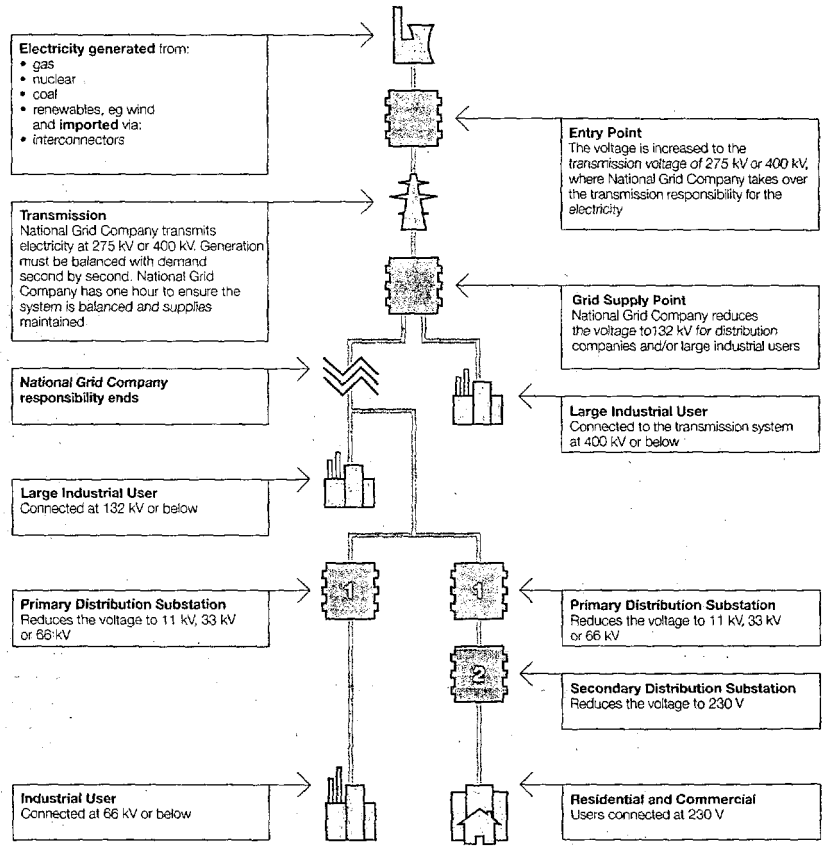 Electricity generated from:
• gas
• nuclear
• coal
• renewables, eg wind
and imported via:
• interconnectors
Entry Point
The voltage is increased to the
transmission voltage of 275 kV or 400 kV,
where National Grid Company takes over
the transmission responsibility for the
electricity
Transmission
National Grid Company transmits
electricity at 275 kV or 400 kV. Generation
must be balanced with demand
second by second. National Grid
Company has one hour to ensure the
system is balanced and supplies
maintained
Grid Supply Point
National Grid Company reduces
the voltage to132 kV for distribution
companies and/or large industrial users
National Grid Company
responsibility ends
Large Industrial User
Connected to the transmission system
at 400 kV or below
Large Industrial User
Connected at 132 kV or below
1
1
Primary Distribution Substation
Reduces the voltage to 11 kV, 33 kV
or 66 kV
Primary Distribution Substation
Reduces the voltage to 11 kV, 33 kV
or 66 kV
2
Secondary Distribution Substation
Reduces the voltage to 230 V
Industrial User
Connected at 66 kV or below
Residential and Commercial
Users connected at 230 V